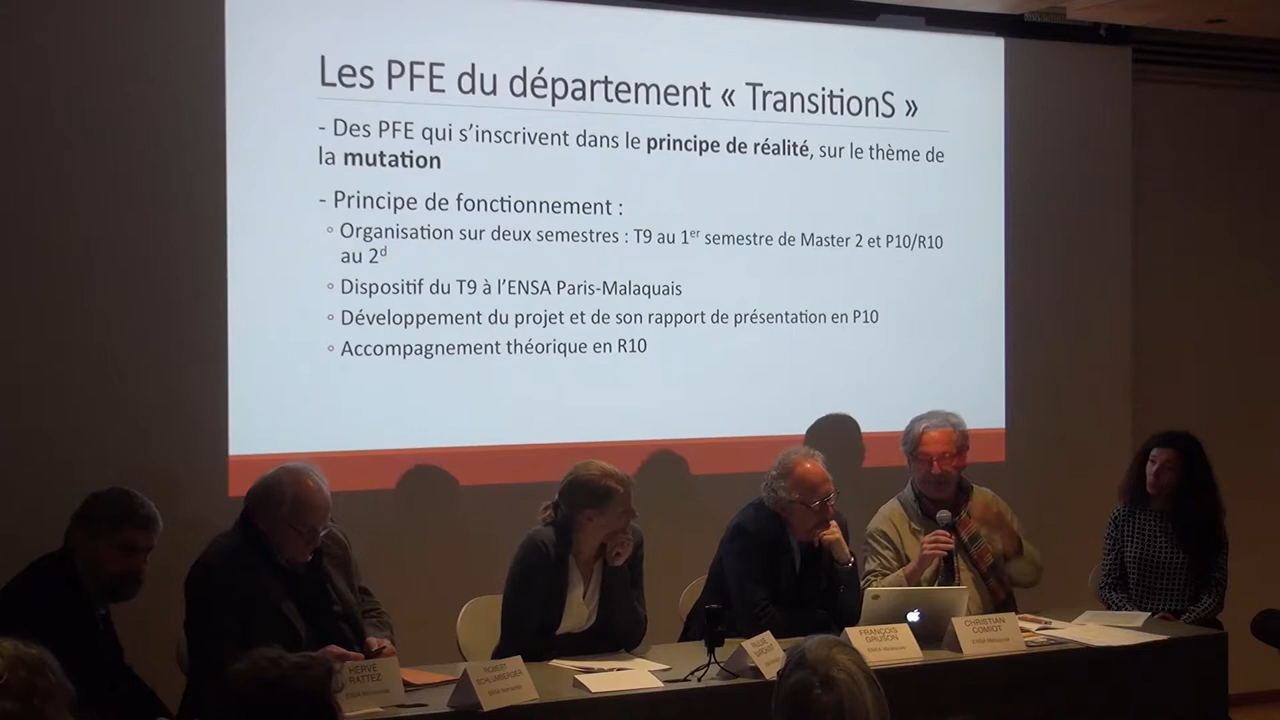 Les PFE du département « TransitionS »
- Des PFE qui s'inscrivent dans le principe de réalité, sur le thème de
la mutation
- Principe de fonctionnement :
◦ Organisation sur deux semestres : T9 au 1er semestre de Master 2 et P10/R10
au 2d
◦ Dispositif du T9 à l'ENSA Paris-Malaquais
◦ Développement du projet et de son rapport de présentation en P10
◦ Accompagnement théorique en R10
HERVÉ
RATTEZ
ROBERT
SCHLUMBERGER
FRANÇOIS
GRUSON
CHRISTIAN
COMIOT